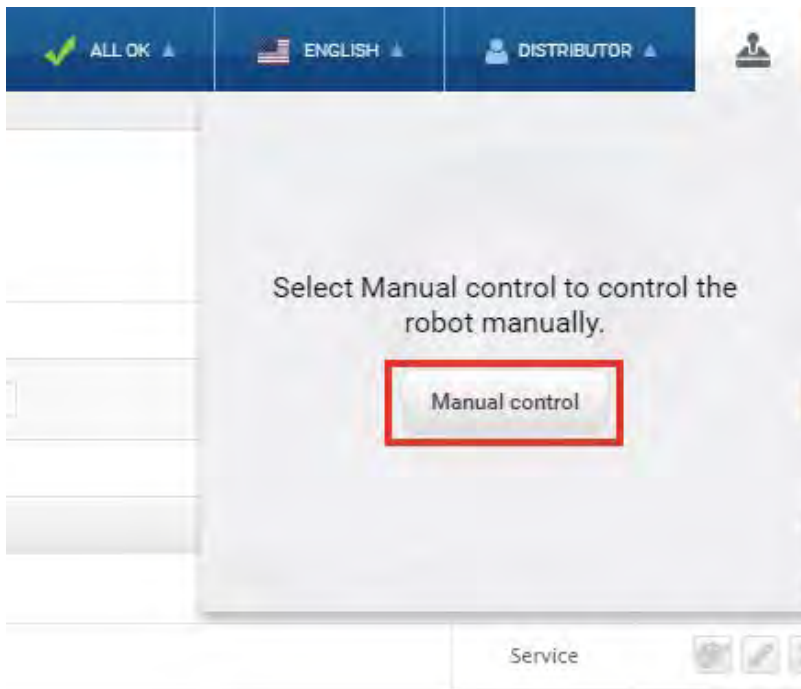 ALL OK
ENGLISH
DISTRIBUTOR
Select Manual control to control the
robot manually.
Manual control
Service